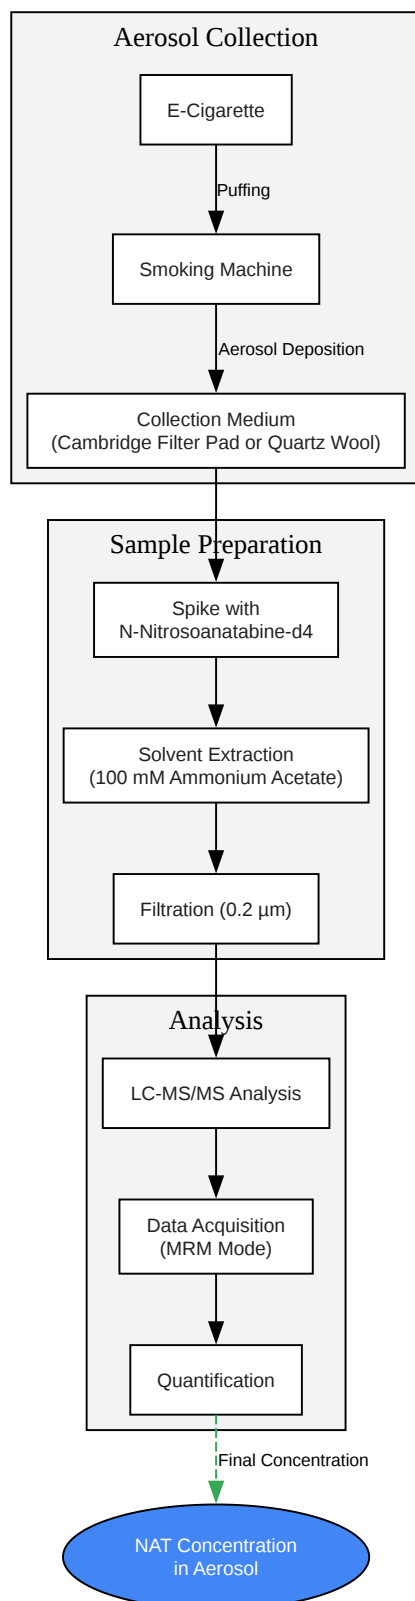 Aerosol Collection
E-Cigarette
Puffing
Smoking Machine
Aerosol Deposition
Collection Medium
(Cambridge Filter Pad or Quartz Wool)
Sample Preparation
Spike with
N-Nitrosoanatabine-d4
Solvent Extraction
(100 mM Ammonium Acetate)
Filtration (0.2 µm)
Analysis
LC-MS/MS Analysis
Data Acquisition
(MRM Mode)
Quantification
Final Concentration
NAT Concentration
in Aerosol